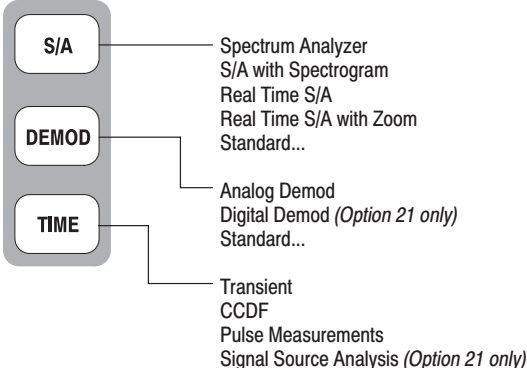 S/A
Spectrum Analyzer
S/A with Spectrogram
Real Time S/A
Real Time S/A with Zoom
Standard...
DEMOD
Analog Demod
Digital Demod (Option 21 only)
Standard...
TIME
Transient
CCDF
Pulse Measurements
Signal Source Analysis (Option 21 only)